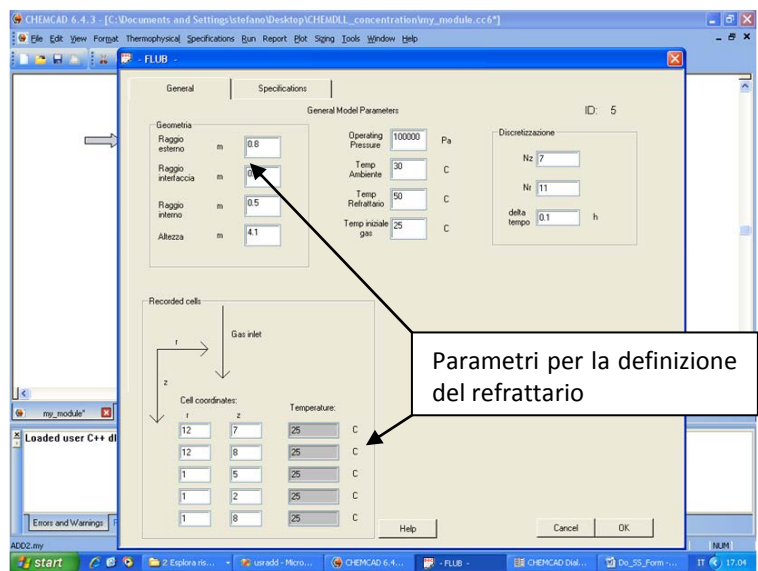 CHEMCAD 6.4.3 - [C:\Documents and Settings\stefano\Desktop\CHEMDLL_concentration\my_module.cc6*]
File Edit View Format Thermophysical Specifications Run Report Plot Sizing Tools Window Help
- FLUB -
General Specifications
General Model Parameters ID: 5
Geometria
Raggio esterno m 0.8
Raggio interfaccia m
Raggio interno m 0.5
Altezza m 4.1
Operating Pressure 100000 Pa
Temp Ambiente 30 C
Temp Refrattario 50 C
Temp iniziale gas 25 C
Discretizzazione
Nz 7
Nr 11
delta tempo 0.1 h
Recorded cells
Gas inlet
r
z
Cell coordinates:
r z Temperature:
12 7 25 C
12 8 25 C
1 5 25 C
1 2 25 C
1 8 25 C
Help Cancel OK
Parametri per la definizione
del refrattario
my_module*
Loaded user C++ dl
Errors and Warnings
ADD2.my NUM
start 2 Esplora ris... usradd - Micro... CHEMCAD 6.4... - FLUB - CHEMCAD Dial... Do_SS_Form -... IT 17.04